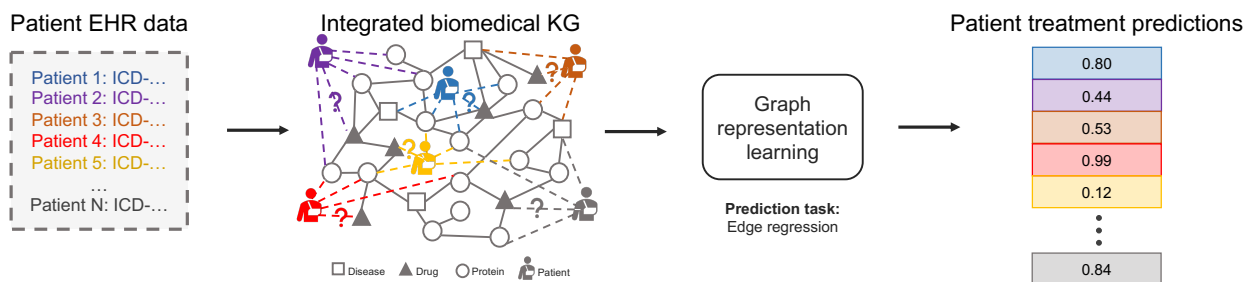 Patient EHR data
Integrated biomedical KG
Patient treatment predictions
Patient 1: ICD-…
Patient 2: ICD-…
Patient 3: ICD-…
Patient 4: ICD-…
Patient 5: ICD-…
…
Patient N: ICD-…
?
?
?
?
?
?
Disease
Drug
Protein
Patient
Graph
representation
learning
Prediction task:
Edge regression
0.80
0.44
0.53
0.99
0.12
0.84